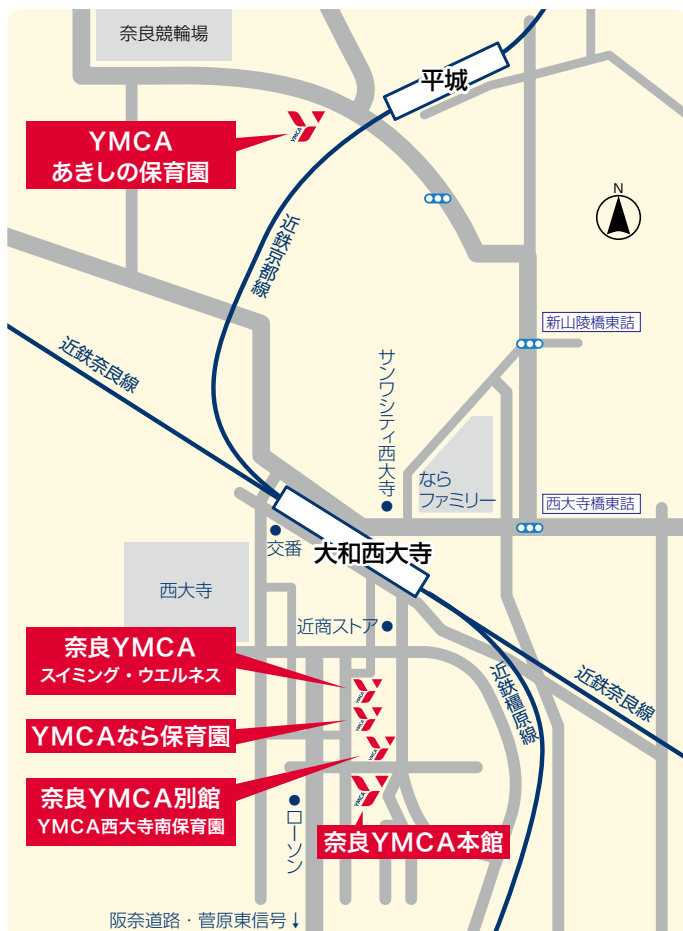 奈良競輪場
平城
YMCA
あきしの保育園
YMCA
N
近鉄京都線
新山陵橋東詰
近鉄奈良線
サンワシティ西大寺
なら
ファミリー
西大寺橋東詰
交番
大和西大寺
西大寺
近商ストア
奈良YMCA
スイミング・ウエルネス
YMCA
近鉄橿原線
近鉄奈良線
YMCAなら保育園
YMCA
奈良YMCA別館
YMCA西大寺南保育園
YMCA
YMCA
ローソン
奈良YMCA本館
阪奈道路・菅原東信号↓